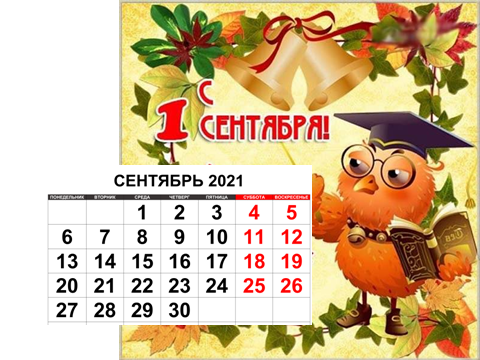 С
1 СЕНТЯБРЯ!
СЕНТЯБРЬ 2021
ПОНЕДЕЛЬНИК ВТОРНИК СРЕДА ЧЕТВЕРГ ПЯТНИЦА СУББОТА ВОСКРЕСЕНЬЕ
1 2 3 4 5
6 7 8 9 10 11 12
13 14 15 16 17 18 19
20 21 22 23 24 25 26
27 28 29 30